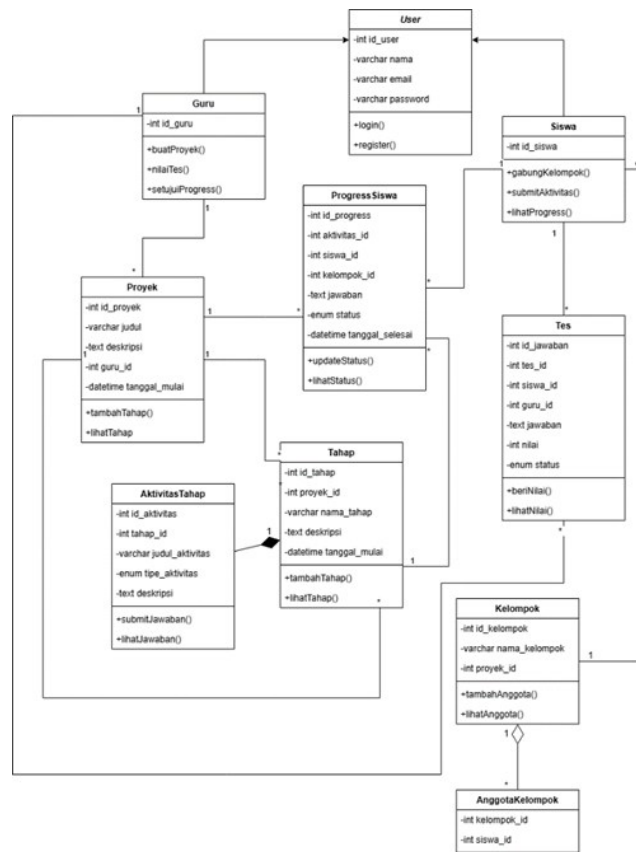 User
-int id_user
-varchar nama
-varchar email
-varchar password
+login()
+register()
Guru
-int id_guru
+buatProyek()
+nilaiTes()
+setujuiProgress()
1
1
Siswa
-int id_siswa
+gabungKelompok()
+submitAktivitas()
+lihatProgress()
1
*
1
ProgressSiswa
-int id_progress
-int aktivitas_id
-int siswa_id
-int kelompok_id
-text jawaban
-enum status
-datetime tanggal_selesai
+updateStatus()
+lihatStatus()
*
*
*
Proyek
-int id_proyek
-varchar judul
-text deskripsi
-int guru_id
-datetime tanggal_mulai
+tambahTahap()
+lihatTahap
*
1
1
1
Tes
-int id_jawaban
-int tes_id
-int siswa_id
-int guru_id
-text jawaban
-int nilai
-enum status
+beriNilai()
+lihatNilai()
*
*
Tahap
-int id_tahap
-int proyek_id
-varchar nama_tahap
-text deskripsi
-datetime tanggal_mulai
+tambahTahap()
+lihatTahap()
*
*
1
*
AktivitasTahap
-int id_aktivitas
-int tahap_id
-varchar judul_aktivitas
-enum tipe_aktivitas
-text deskripsi
+submitJawaban()
+lihatJawaban()
1
Kelompok
-int id_kelompok
-varchar nama_kelompok
-int proyek_id
+tambahAnggota()
+lihatAnggota()
1
1
*
AnggotaKelompok
-int kelompok_id
-int siswa_id